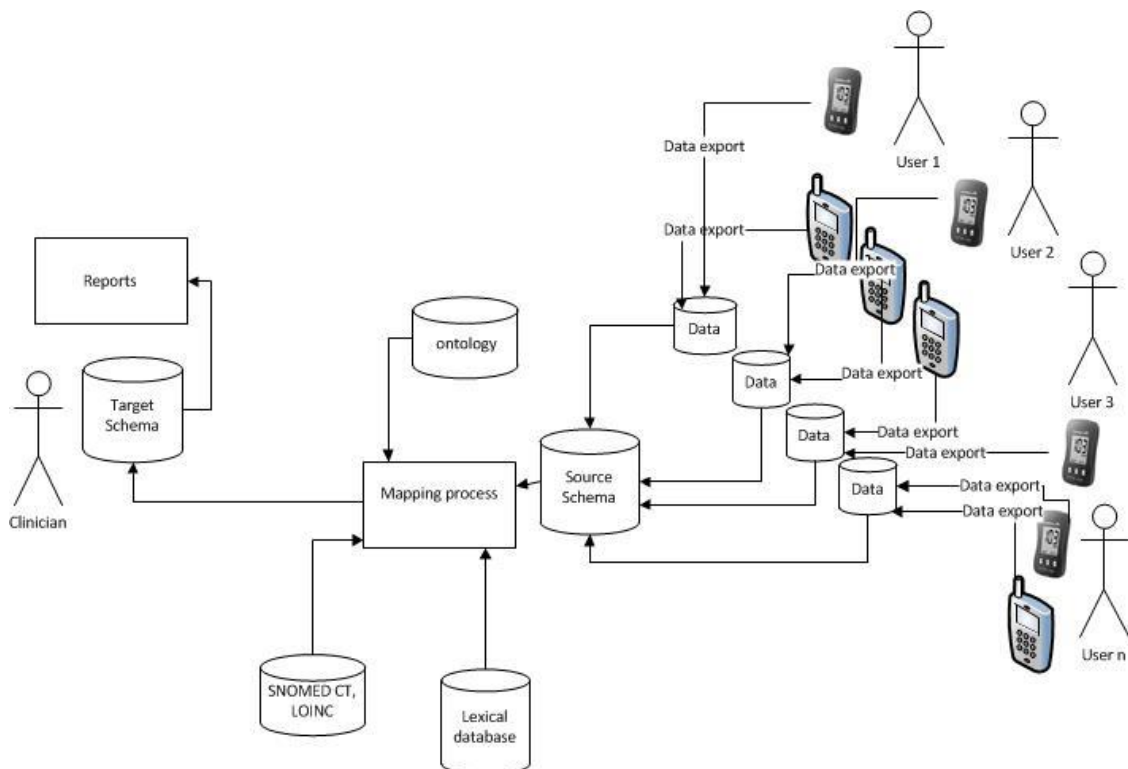 User 1
Data export
User 2
Data export
Data export
Reports
Data
ontology
Data export
User 3
Data
Target
Schema
Data export
Data
Data export
Source
Schema
Data
Data export
Mapping process
Data export
Clinician
User n
SNOMED CT,
LOINC
Lexical
database